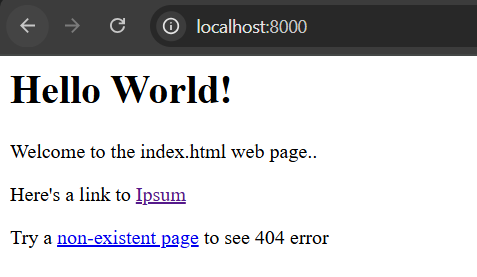 localhost:8000
Hello World!
Welcome to the index.html web page..
Here's a link to Ipsum
Try a non-existent page to see 404 error